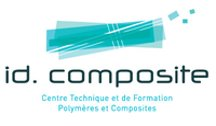 id. composite
Centre Technique et de Formation
Polymères et Composites